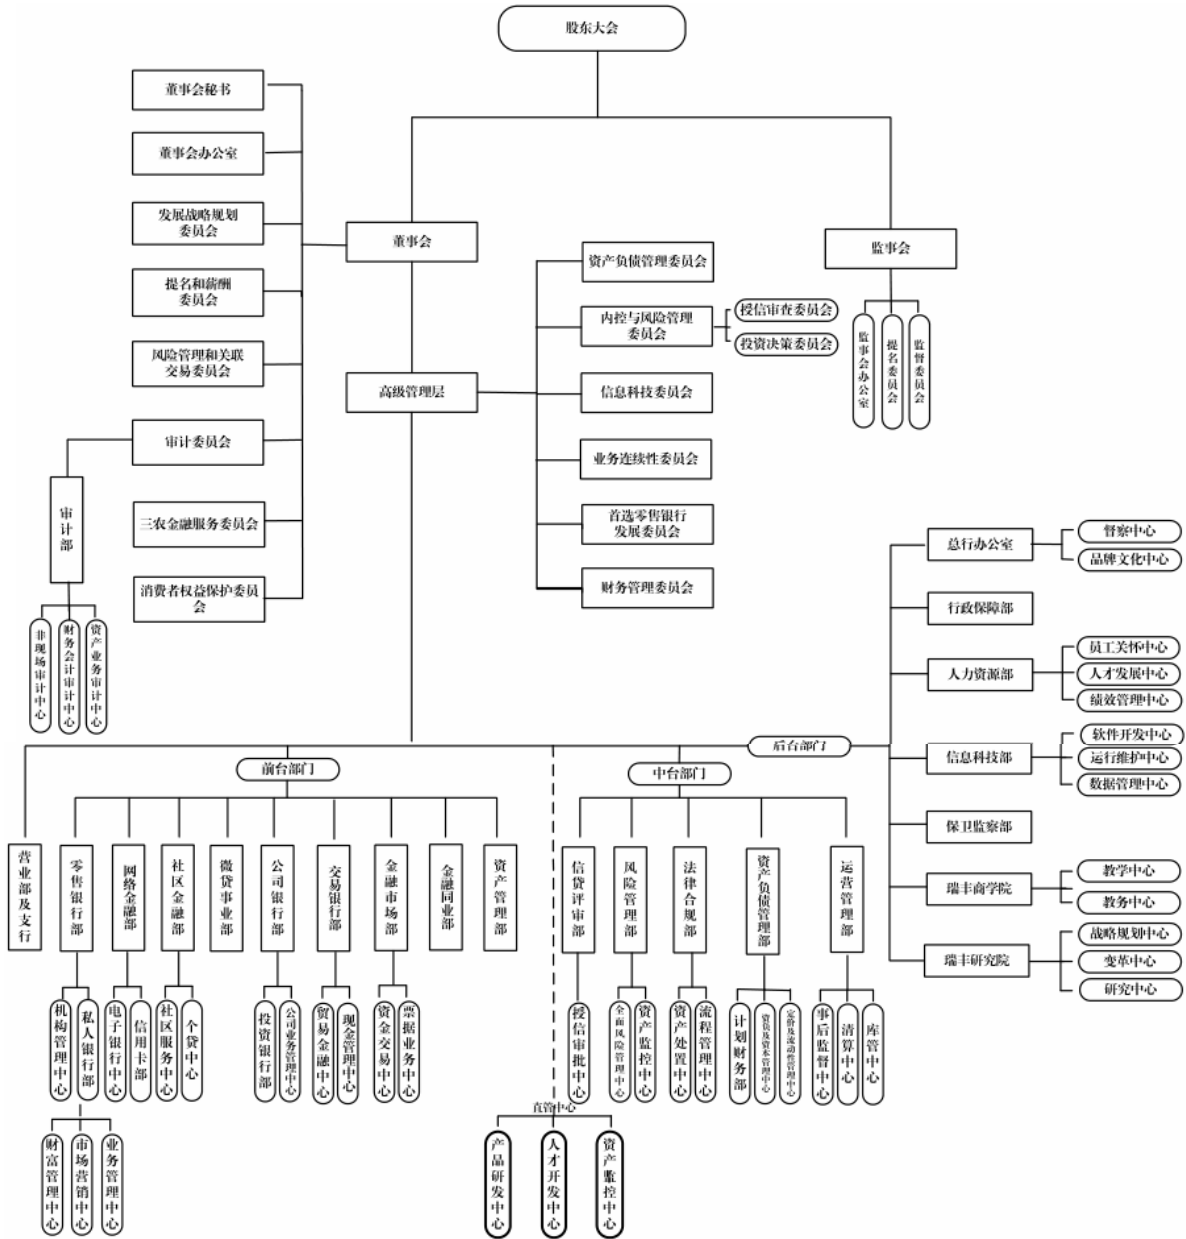 股东大会
董事会秘书
董事会办公室
发展战略规划
委员会
提名和薪酬
委员会
风险管理和关联
交易委员会
审计委员会
三农金融服务委员会
消费者权益保护委员
会
审计部
非现场审计中心
财务会计审计中心
资产业务审计中心
董事会
高级管理层
资产负债管理委员会
内控与风险管理
委员会
授信审查委员会
投资决策委员会
信息科技委员会
业务连续性委员会
首选零售银行
发展委员会
财务管理委员会
监事会
监事会办公室
提名委员会
监督委员会
总行办公室
督察中心
品牌文化中心
行政保障部
人力资源部
员工关怀中心
人才发展中心
绩效管理中心
信息科技部
软件开发中心
运行维护中心
数据管理中心
保卫监察部
瑞丰商学院
教学中心
教务中心
瑞丰研究院
战略规划中心
变革中心
研究中心
后台部门
前台部门
中台部门
营业部及支行
零售银行部
网络金融部
社区金融部
微贷事业部
公司银行部
交易银行部
金融市场部
金融同业部
资产管理部
信贷评审部
风险管理部
法律合规部
资产负债管理部
运营管理部
机构管理中心
私人银行部
电子银行中心
信用卡部
社区服务中心
个贷中心
投资银行部
公司业务管理中心
贸易金融中心
现金管理中心
资金交易中心
票据业务中心
授信审批中心
全面风险管理中心
资产监控中心
资产处置中心
流程管理中心
计划财务部
资负及资本管理中心
定价及流动性管理中心
事后监督中心
清算中心
库管中心
财富管理中心
市场营销中心
业务管理中心
直管中心
产品研发中心
人才开发中心
资产监控中心